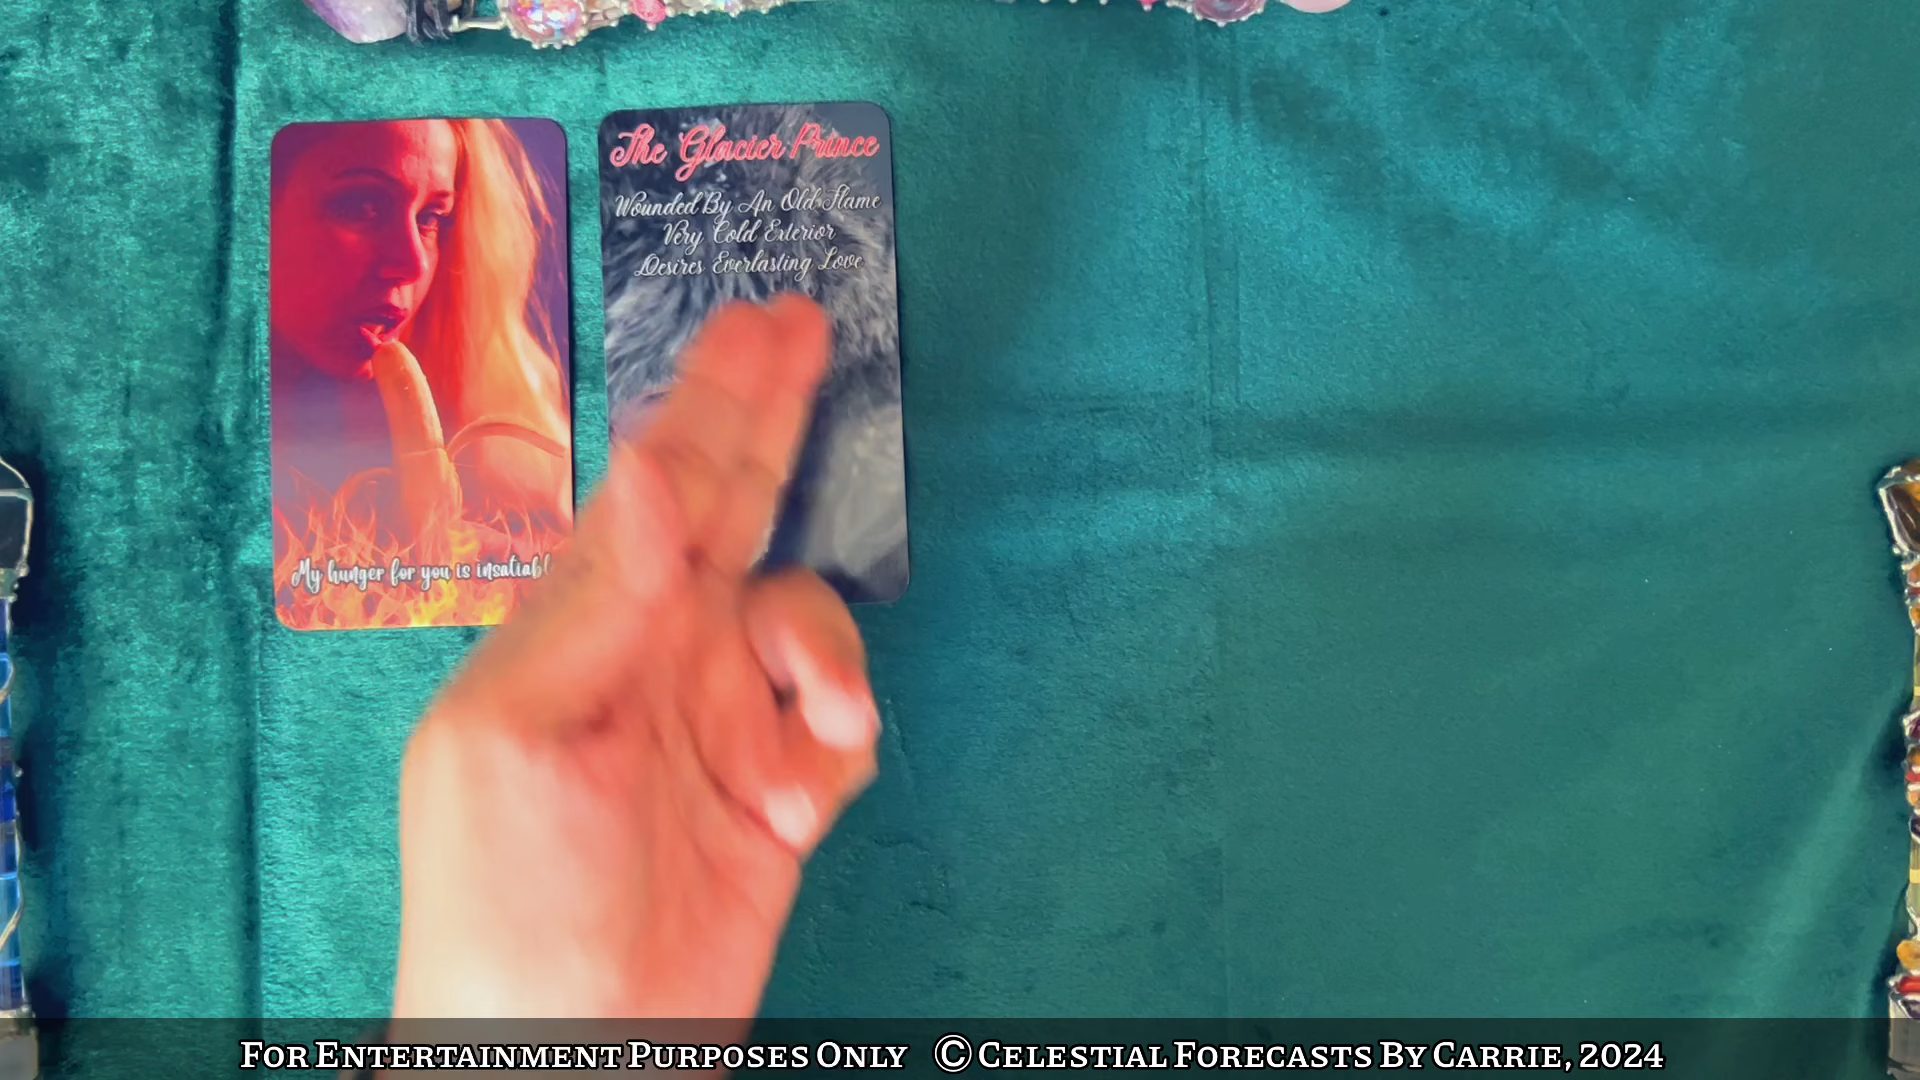 The Glacier Prince
Wounded By An Old Flame
Very Cold Exterior
Desires Everlasting Love
My hunger for you is insatiable
For Entertainment Purposes Only © Celestial Forecasts By Carrie, 2024